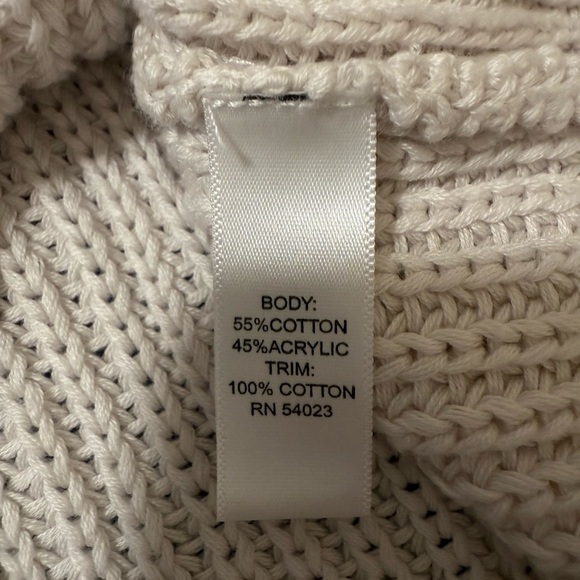 BODY:
55%COTTON
45%ACRYLIC
TRIM:
100% COTTON
RN 54023